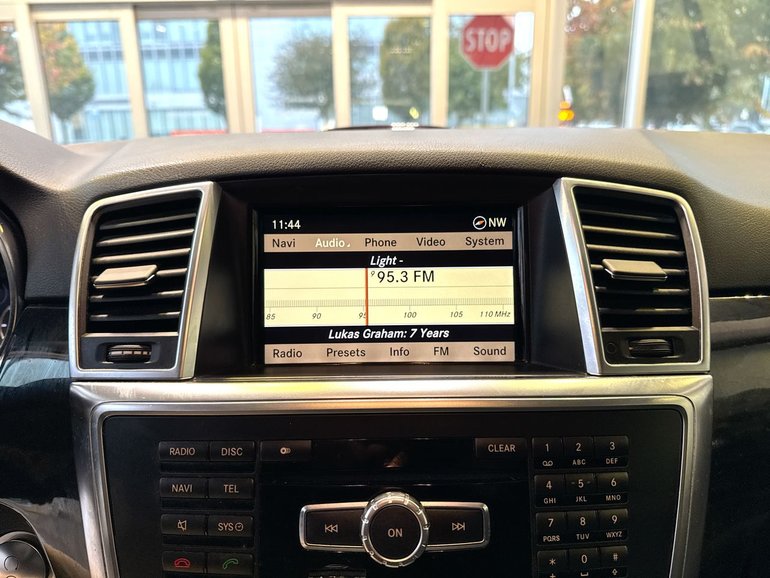 STOP
11:44 NW
Navi Audio Phone Video System
Light -
9 95.3 FM
85 90 95 100 105 110 MHz
Lukas Graham: 7 Years
Radio Presets Info FM Sound
RADIO DISC CLEAR 1 2 ABC 3 DEF
NAVI TEL 4 GHI 5 JKL 6 MNO
SYS ON 7 PQRS 8 TUV 9 WXYZ
* 0 #